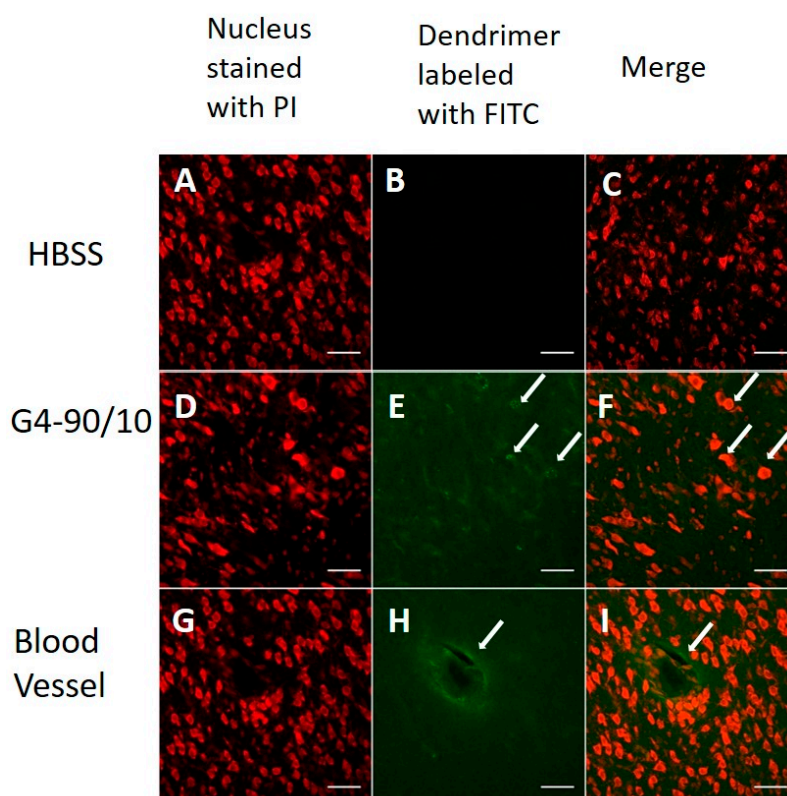 Nucleus
stained
with PI
Dendrimer
labeled
with FITC
Merge
HBSS
A
B
C
G4-90/10
D
E
F
Blood
Vessel
G
H
I